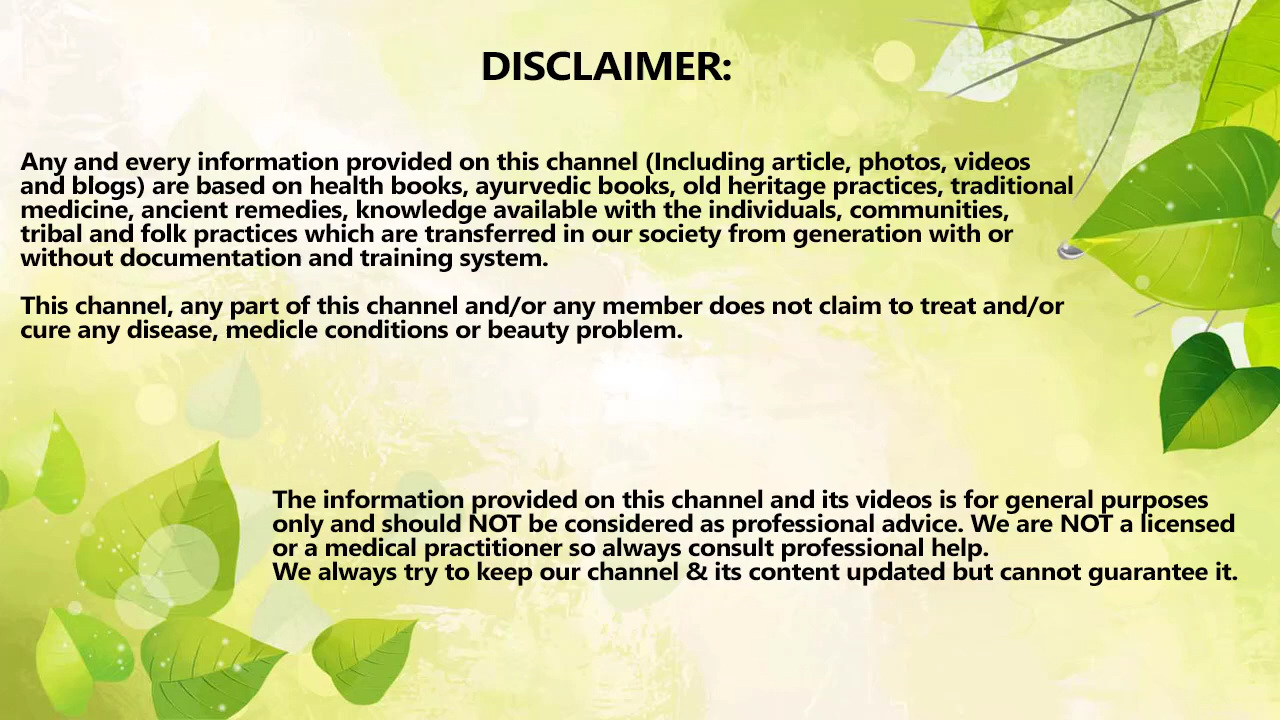 DISCLAIMER:
Any and every information provided on this channel (Including article, photos, videos
and blogs) are based on health books, ayurvedic books, old heritage practices, traditional
medicine, ancient remedies, knowledge available with the individuals, communities,
tribal and folk practices which are transferred in our society from generation with or
without documentation and training system.
This channel, any part of this channel and/or any member does not claim to treat and/or
cure any disease, medicle conditions or beauty problem.
The information provided on this channel and its videos is for general purposes
only and should NOT be considered as professional advice. We are NOT a licensed
or a medical practitioner so always consult professional help.
We always try to keep our channel & its content updated but cannot guarantee it.